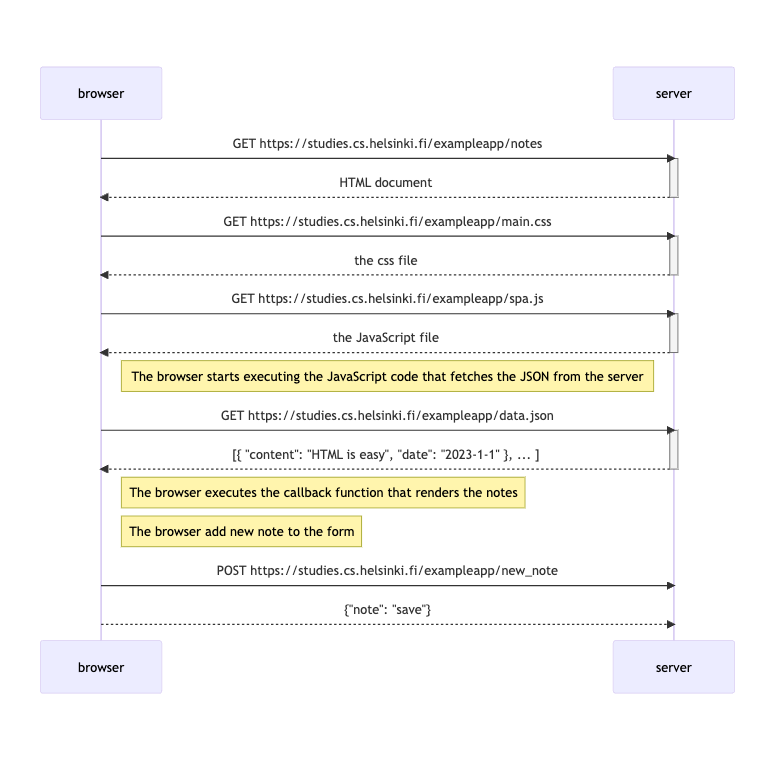 browser
server
GET https://studies.cs.helsinki.fi/exampleapp/notes
HTML document
GET https://studies.cs.helsinki.fi/exampleapp/main.css
the css file
GET https://studies.cs.helsinki.fi/exampleapp/spa.js
the JavaScript file
The browser starts executing the JavaScript code that fetches the JSON from the server
GET https://studies.cs.helsinki.fi/exampleapp/data.json
[{ "content": "HTML is easy", "date": "2023-1-1" }, ... ]
The browser executes the callback function that renders the notes
The browser add new note to the form
POST https://studies.cs.helsinki.fi/exampleapp/new_note
{"note": "save"}
browser
server